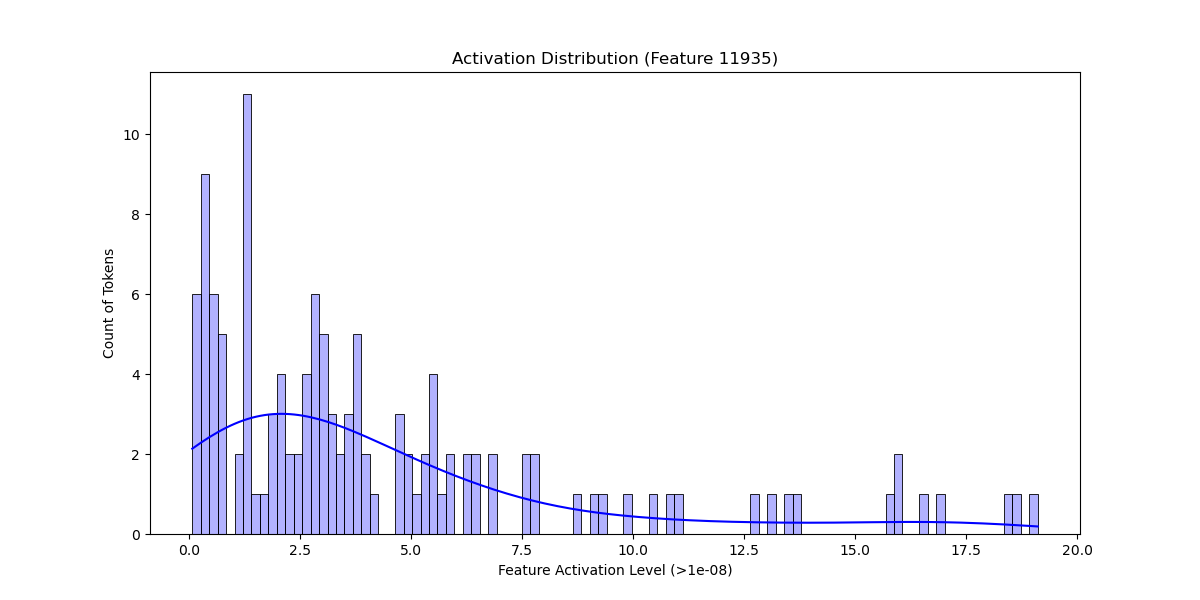 Activation Distribution (Feature 11935)
Count of Tokens
10
8
6
4
2
0
0.0 2.5 5.0 7.5 10.0 12.5 15.0 17.5 20.0
Feature Activation Level (>1e-08)